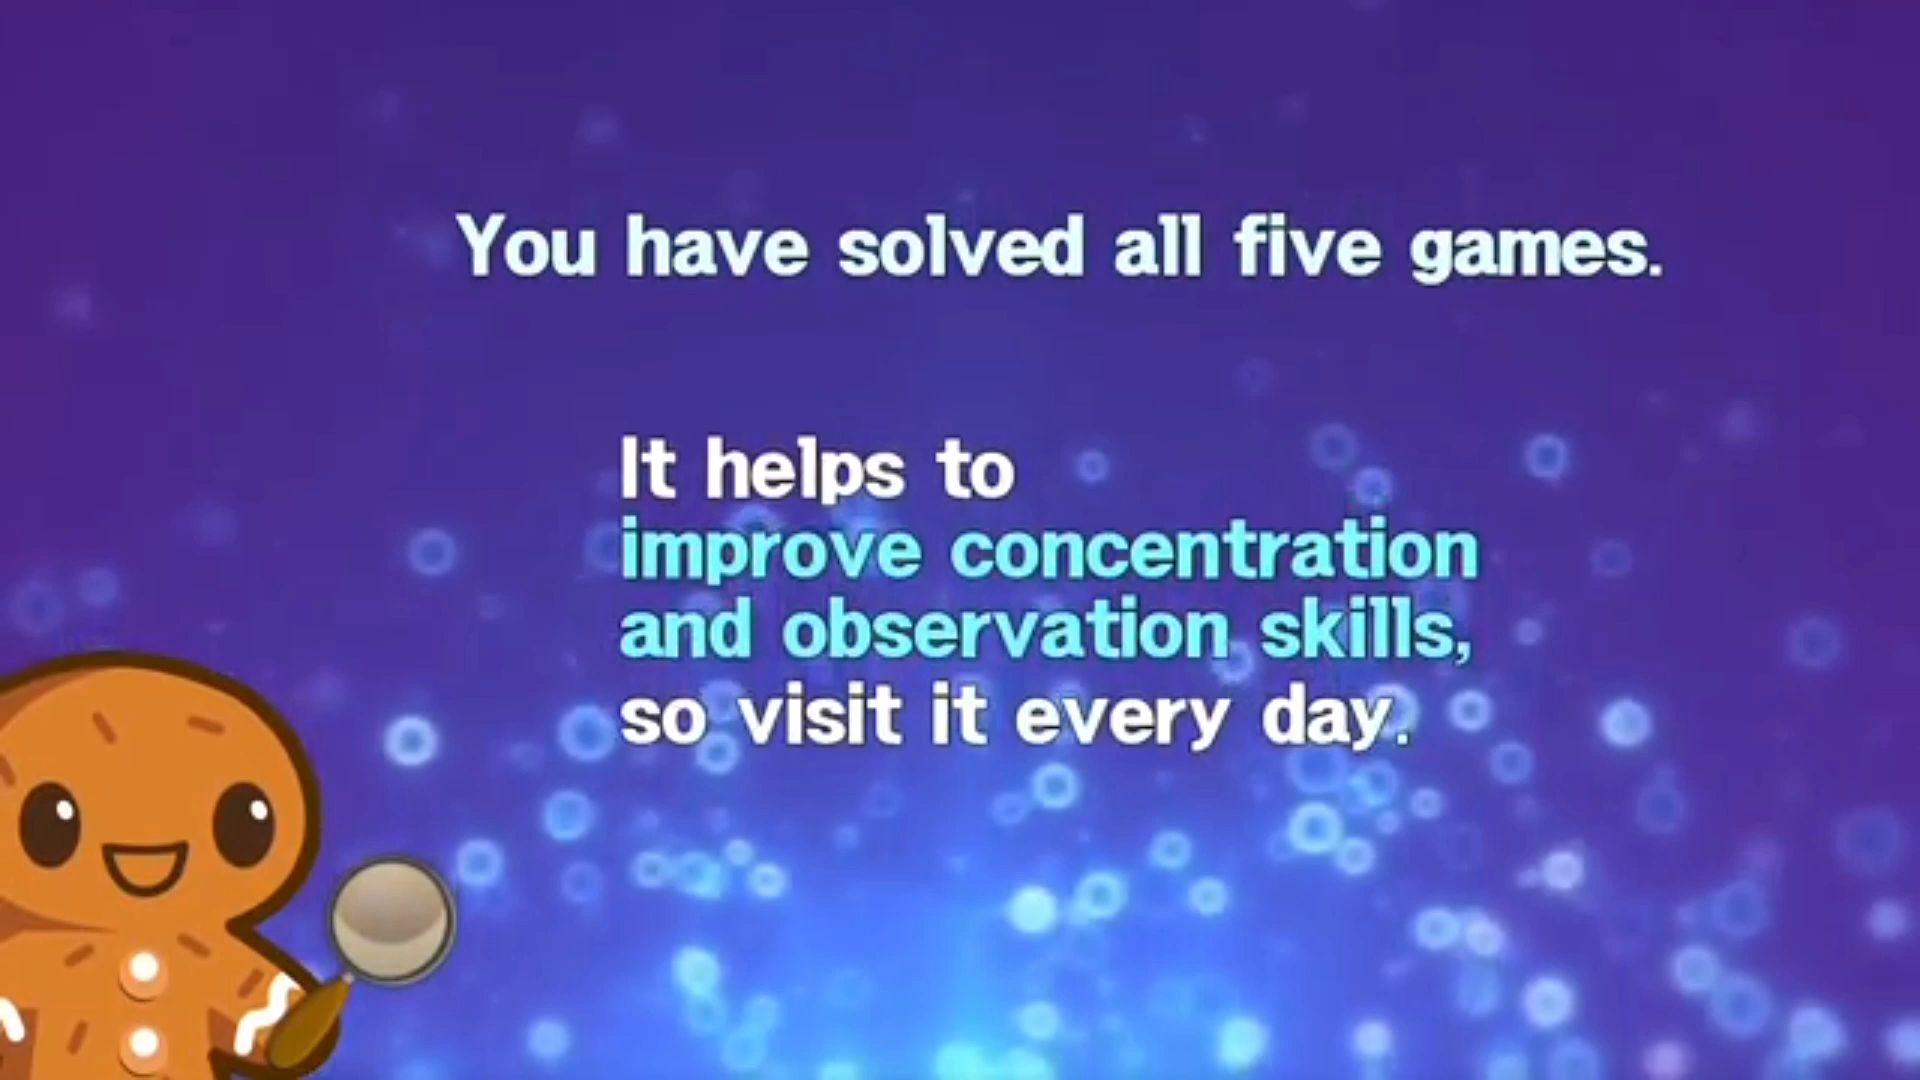 You have solved all five games.
It helps to
improve concentration
and observation skills,
so visit it every day.